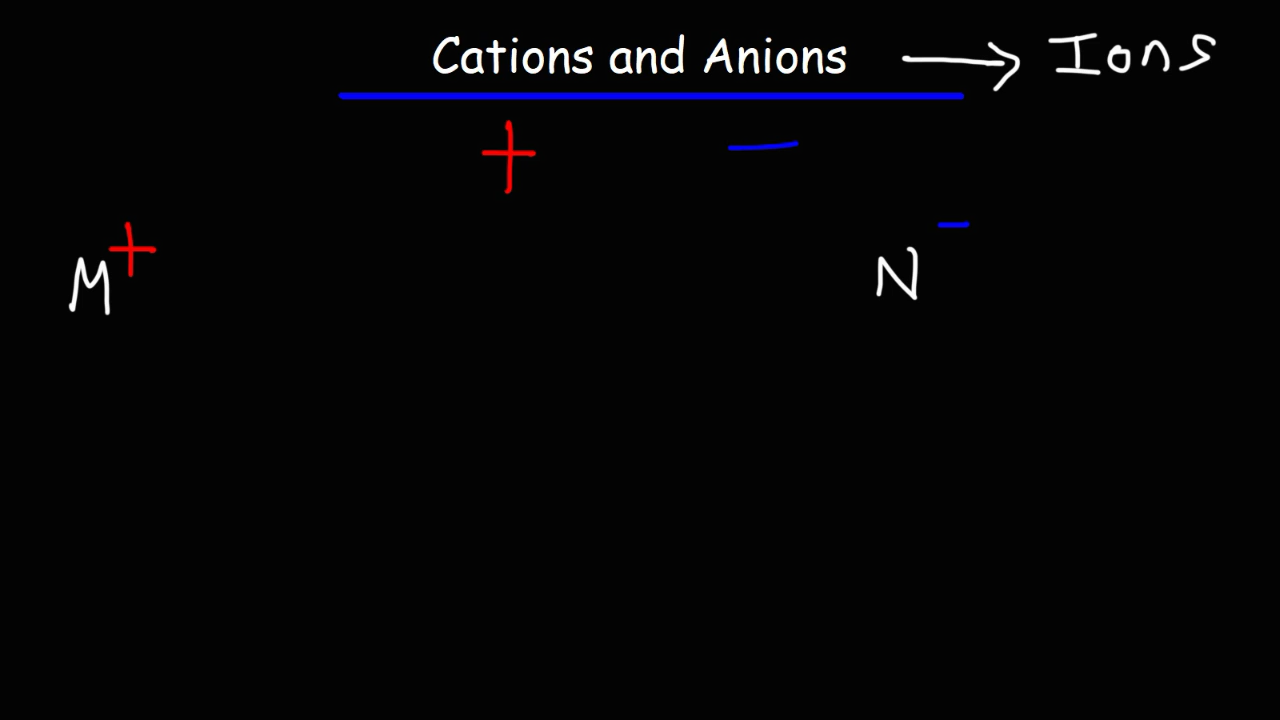 Cations and Anions → Ions
+ −
M⁺ N⁻